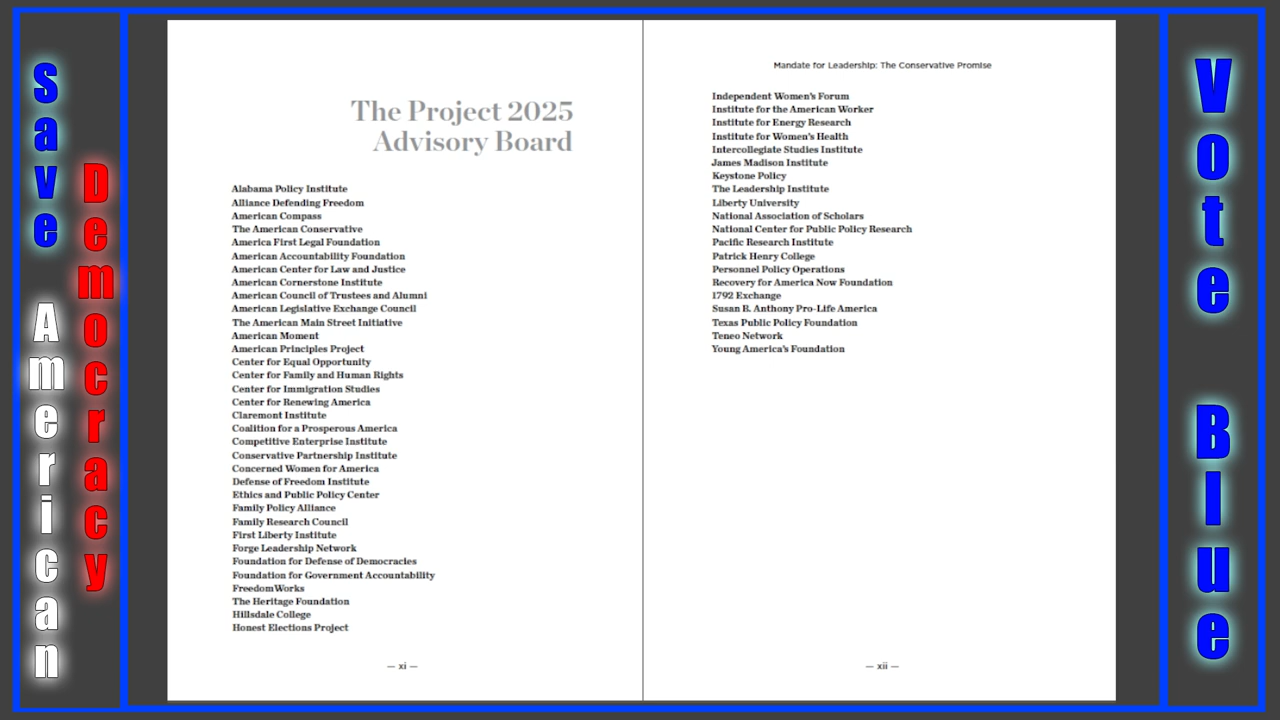 Save
American
Democracy
The Project 2025
Advisory Board
Alabama Policy Institute
Alliance Defending Freedom
American Compass
The American Conservative
America First Legal Foundation
American Accountability Foundation
American Center for Law and Justice
American Cornerstone Institute
American Council of Trustees and Alumni
American Legislative Exchange Council
The American Main Street Initiative
American Moment
American Principles Project
Center for Equal Opportunity
Center for Family and Human Rights
Center for Immigration Studies
Center for Renewing America
Claremont Institute
Coalition for a Prosperous America
Competitive Enterprise Institute
Conservative Partnership Institute
Concerned Women for America
Defense of Freedom Institute
Ethics and Public Policy Center
Family Policy Alliance
Family Research Council
First Liberty Institute
Forge Leadership Network
Foundation for Defense of Democracies
Foundation for Government Accountability
FreedomWorks
The Heritage Foundation
Hillsdale College
Honest Elections Project
— xi —
Mandate for Leadership: The Conservative Promise
Independent Women's Forum
Institute for the American Worker
Institute for Energy Research
Institute for Women's Health
Intercollegiate Studies Institute
James Madison Institute
Keystone Policy
The Leadership Institute
Liberty University
National Association of Scholars
National Center for Public Policy Research
Pacific Research Institute
Patrick Henry College
Personnel Policy Operations
Recovery for America Now Foundation
1792 Exchange
Susan B. Anthony Pro-Life America
Texas Public Policy Foundation
Teneo Network
Young America's Foundation
— xii —
Vote
Blue